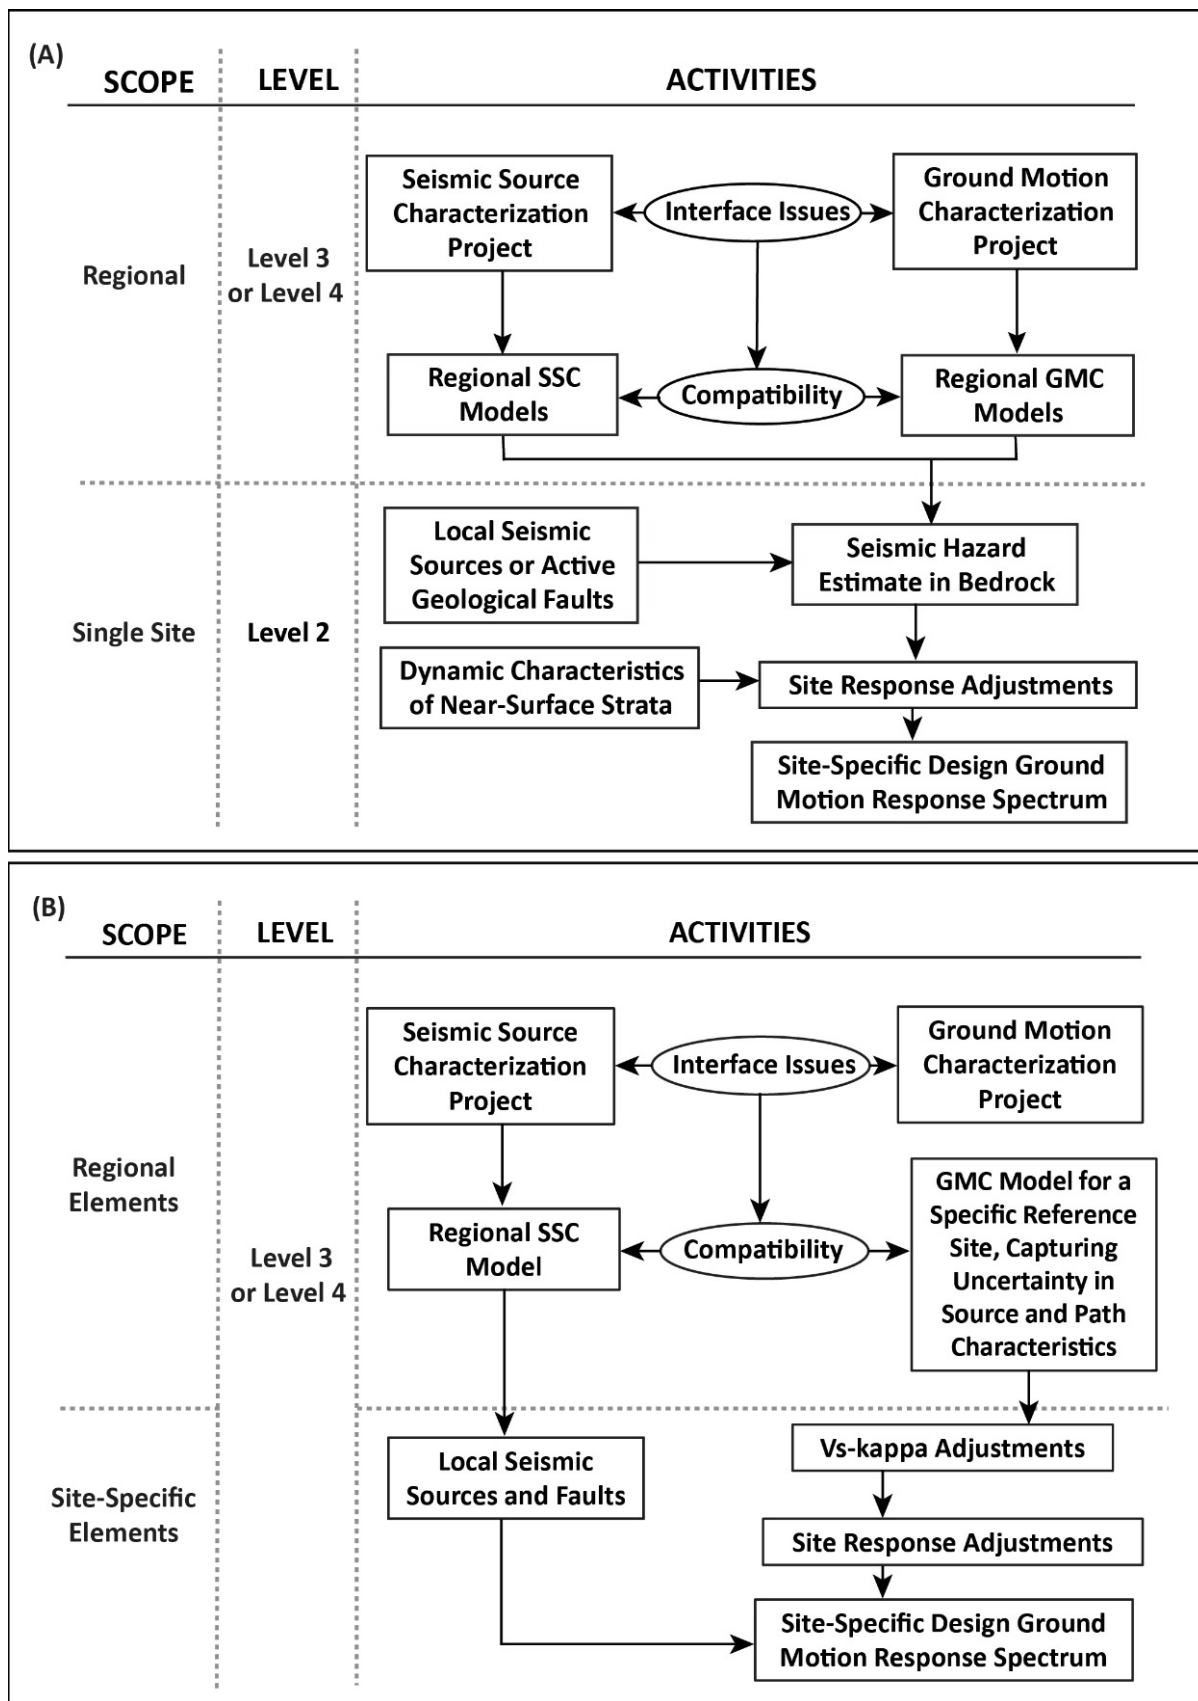 (A)
SCOPE
LEVEL
ACTIVITIES
Seismic Source
Characterization
Project
Interface Issues
Ground Motion
Characterization
Project
Regional
Level 3
or Level 4
Regional SSC
Models
Compatibility
Regional GMC
Models
Local Seismic
Sources or Active
Geological Faults
Seismic Hazard
Estimate in Bedrock
Single Site
Level 2
Dynamic Characteristics
of Near-Surface Strata
Site Response Adjustments
Site-Specific Design Ground
Motion Response Spectrum
(B)
SCOPE
LEVEL
ACTIVITIES
Seismic Source
Characterization
Project
Interface Issues
Ground Motion
Characterization
Project
Regional
Elements
Level 3
or Level 4
Regional SSC
Model
Compatibility
GMC Model for a
Specific Reference
Site, Capturing
Uncertainty in
Source and Path
Characteristics
Site-Specific
Elements
Local Seismic
Sources and Faults
Vs-kappa Adjustments
Site Response Adjustments
Site-Specific Design Ground
Motion Response Spectrum